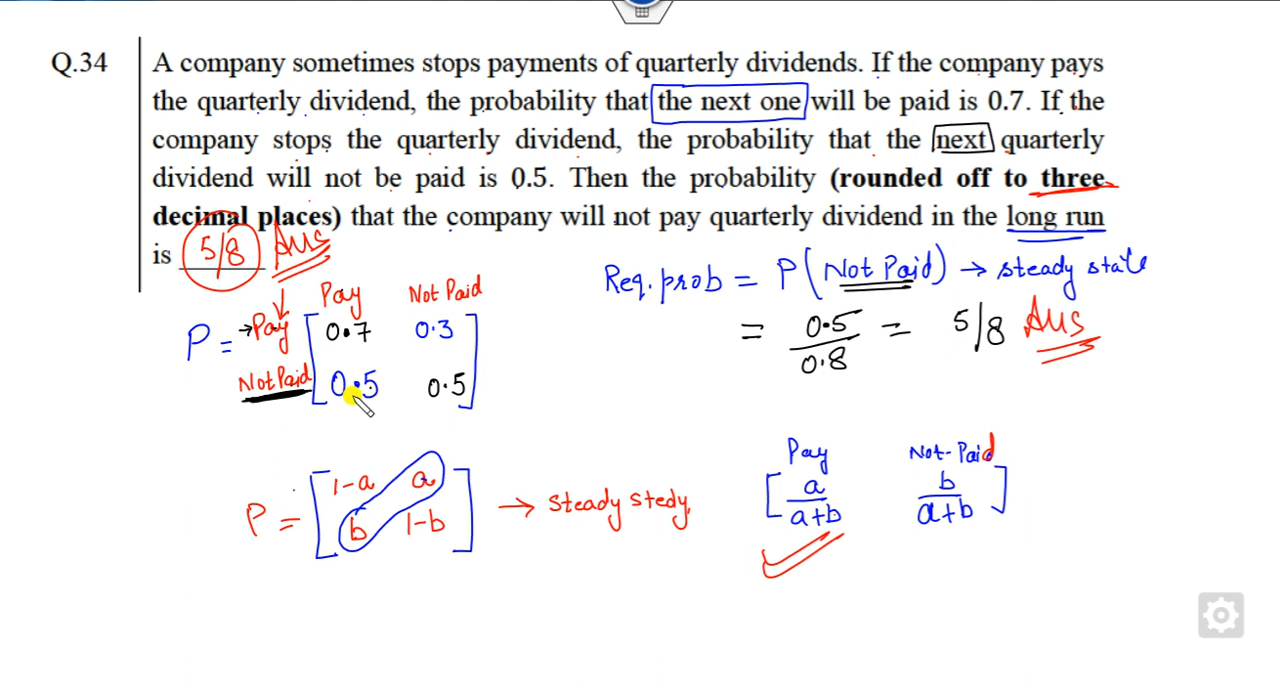 Q.34 A company sometimes stops payments of quarterly dividends. If the company pays
the quarterly dividend, the probability that the next one will be paid is 0.7. If the
company stops the quarterly dividend, the probability that the next quarterly
dividend will not be paid is 0.5. Then the probability (rounded off to three
decimal places) that the company will not pay quarterly dividend in the long run
is 5/8 Ans
Req. prob = P(Not Paid) → steady state
= 0.5/0.8 = 5/8 Ans
Pay Not Paid
P = → Pay [ 0.7 0.3
Not Paid 0.5 0.5 ]
Pay Not-Paid
P = [ 1-a a
b 1-b ] → steady stedy, [ a/a+b b/a+b ]